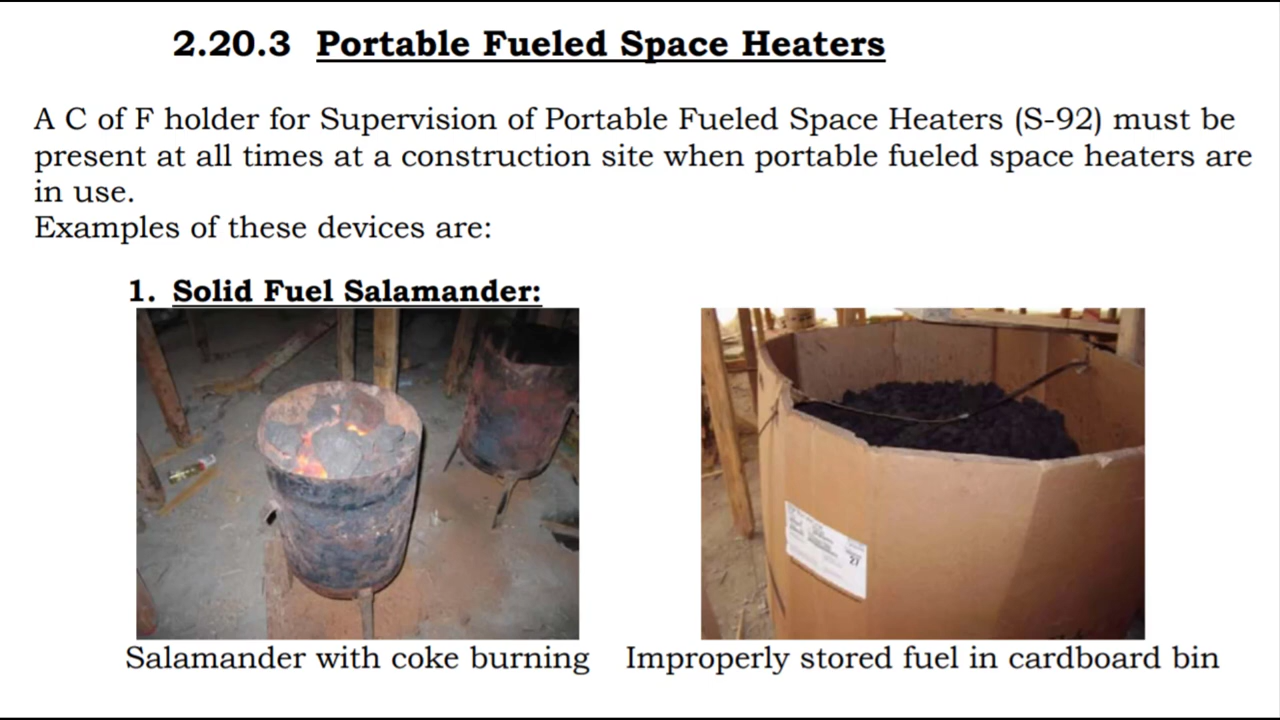 2.20.3 Portable Fueled Space Heaters
A C of F holder for Supervision of Portable Fueled Space Heaters (S-92) must be
present at all times at a construction site when portable fueled space heaters are
in use.
Examples of these devices are:
1. Solid Fuel Salamander:
27
Salamander with coke burning
Improperly stored fuel in cardboard bin